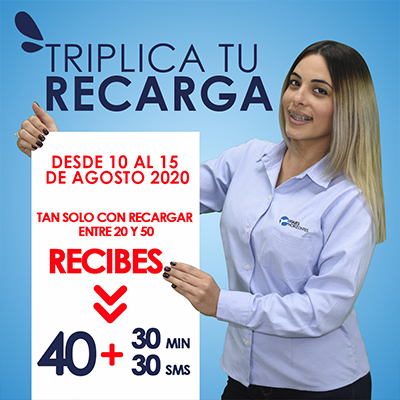 TRIPLICA TU
RECARGA
DESDE 10 AL 15
DE AGOSTO 2020
TAN SOLO CON RECARGAR
ENTRE 20 Y 50
RECIBES
40 + 30 MIN
30 SMS